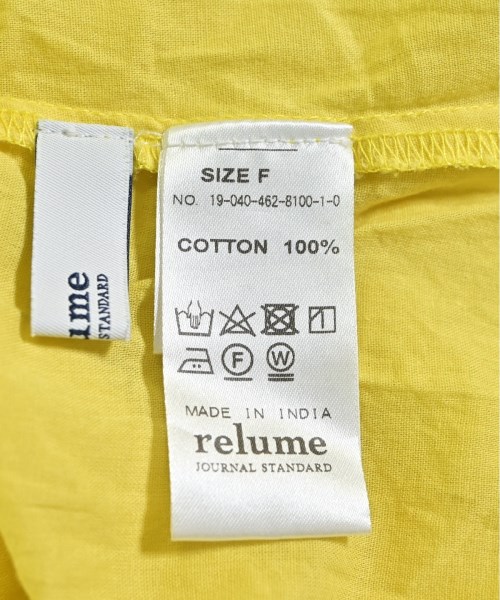 ume
STANDARD
SIZE F
NO. 19-040-462-8100-1-0
COTTON 100%
F W
MADE IN INDIA
relume
JOURNAL STANDARD